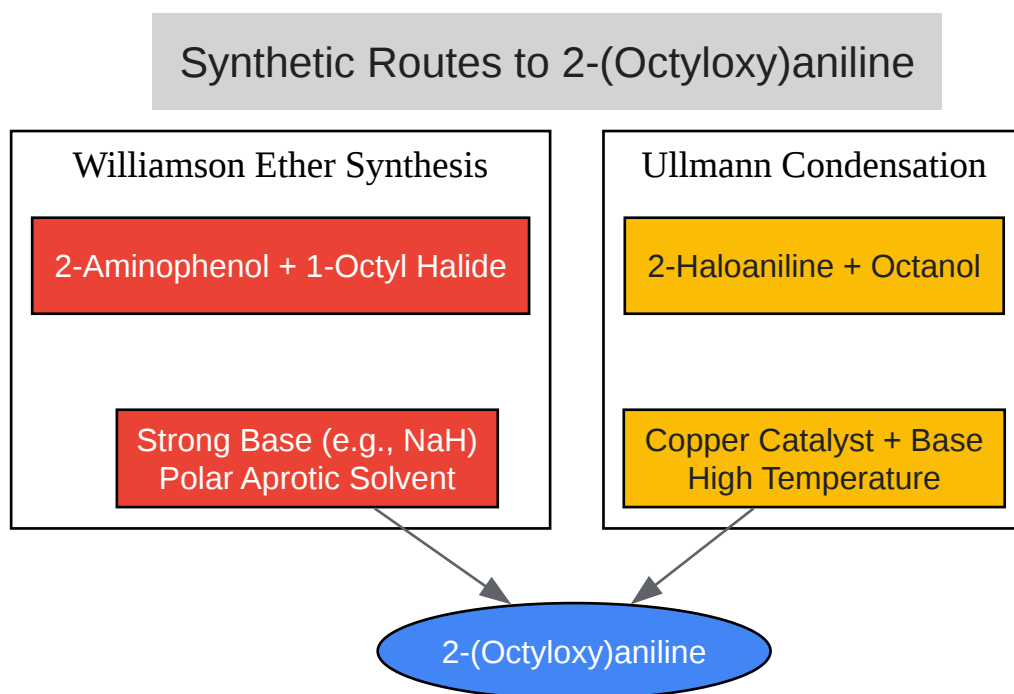 Synthetic Routes to 2-(Octyloxy)aniline
Williamson Ether Synthesis
2-Aminophenol + 1-Octyl Halide
Strong Base (e.g., NaH)
Polar Aprotic Solvent
Ullmann Condensation
2-Haloaniline + Octanol
Copper Catalyst + Base
High Temperature
2-(Octyloxy)aniline